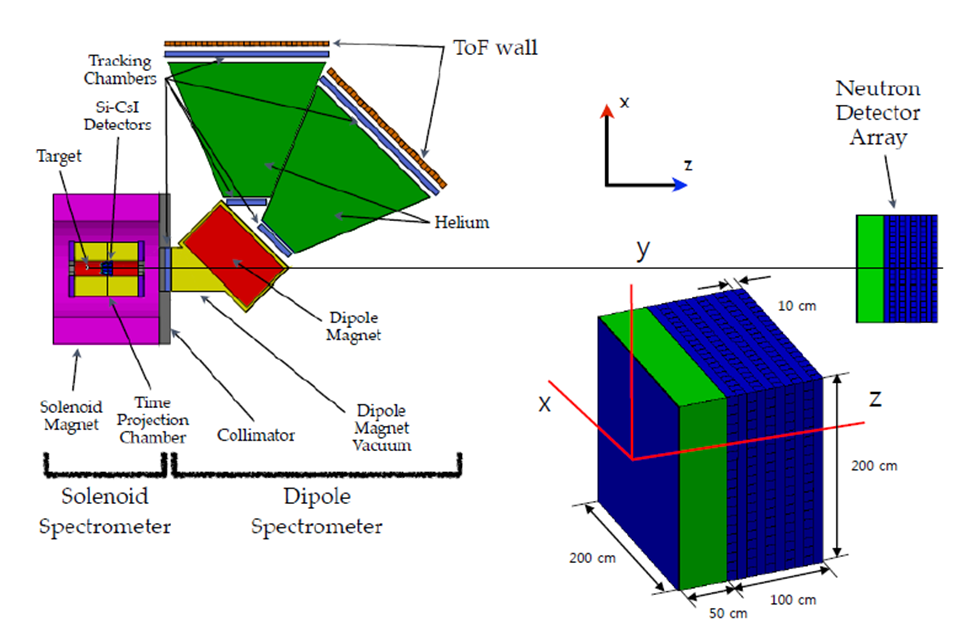 ToF wall
Tracking
Chambers
Si-CsI
Detectors
Target
Neutron
Detector
Array
x
z
Helium
y
10 cm
Dipole
Magnet
x
z
Solenoid
Magnet
Time
Projection
Chamber
Collimator
Dipole
Magnet
Vacuum
200 cm
Solenoid
Spectrometer
Dipole
Spectrometer
200 cm
50 cm
100 cm